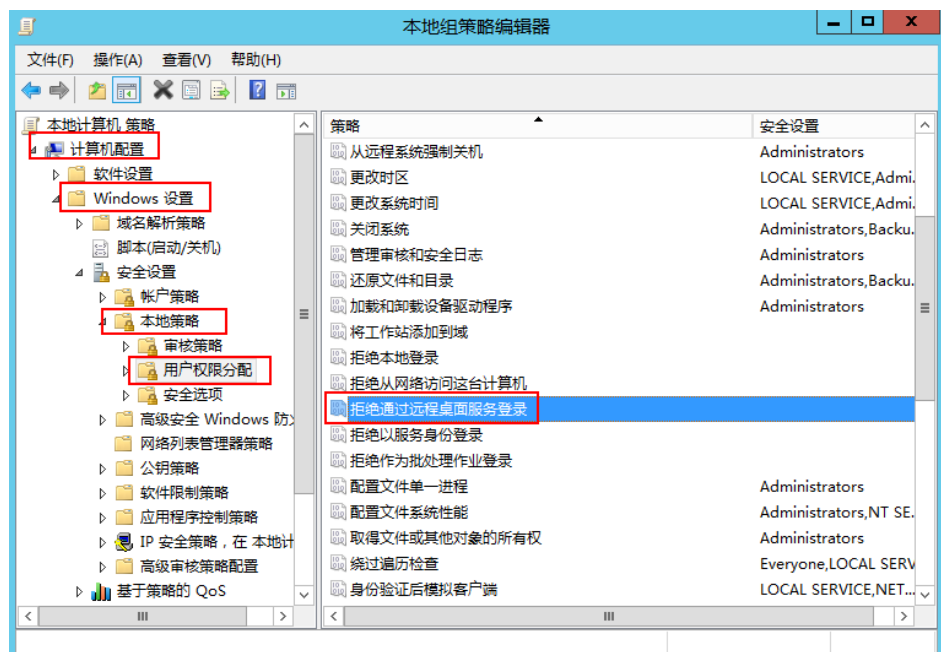 本地组策略编辑器
文件(F) 操作(A) 查看(V) 帮助(H)
本地计算机 策略
计算机配置
软件设置
Windows 设置
域名解析策略
脚本(启动/关机)
安全设置
帐户策略
本地策略
审核策略
用户权限分配
安全选项
高级安全 Windows 防
网络列表管理器策略
公钥策略
软件限制策略
应用程序控制策略
IP 安全策略，在 本地计
高级审核策略配置
基于策略的 QoS
策略 安全设置
从远程系统强制关机 Administrators
更改时区 LOCAL SERVICE,Admi.
更改系统时间 LOCAL SERVICE,Admi.
关闭系统 Administrators,Backu.
管理审核和安全日志 Administrators
还原文件和目录 Administrators,Backu.
加载和卸载设备驱动程序 Administrators
将工作站添加到域
拒绝本地登录
拒绝从网络访问这台计算机
拒绝通过远程桌面服务登录
拒绝以服务身份登录
拒绝作为批处理作业登录
配置文件单一进程 Administrators
配置文件系统性能 Administrators,NT SE.
取得文件或其他对象的所有权 Administrators
绕过遍历检查 Everyone,LOCAL SERV
身份验证后模拟客户端 LOCAL SERVICE,NET...